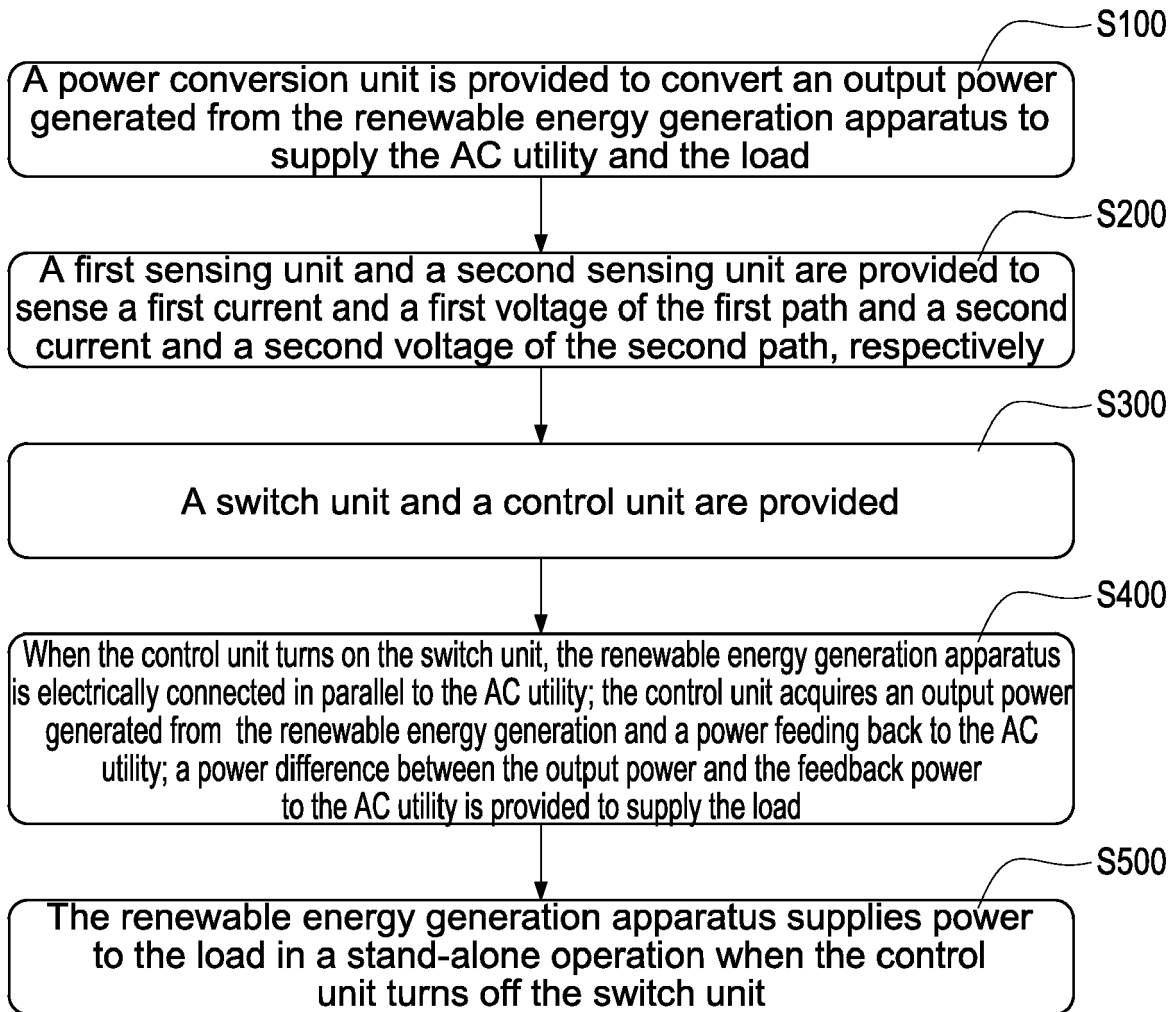 S100
A power conversion unit is provided to convert an output power
generated from the renewable energy generation apparatus to
supply the AC utility and the load
S200
A first sensing unit and a second sensing unit are provided to
sense a first current and a first voltage of the first path and a second
current and a second voltage of the second path, respectively
S300
A switch unit and a control unit are provided
S400
When the control unit turns on the switch unit, the renewable energy generation apparatus
is electrically connected in parallel to the AC utility; the control unit acquires an output power
generated from the renewable energy generation and a power feeding back to the AC
utility; a power difference between the output power and the feedback power
to the AC utility is provided to supply the load
S500
The renewable energy generation apparatus supplies power
to the load in a stand-alone operation when the control
unit turns off the switch unit